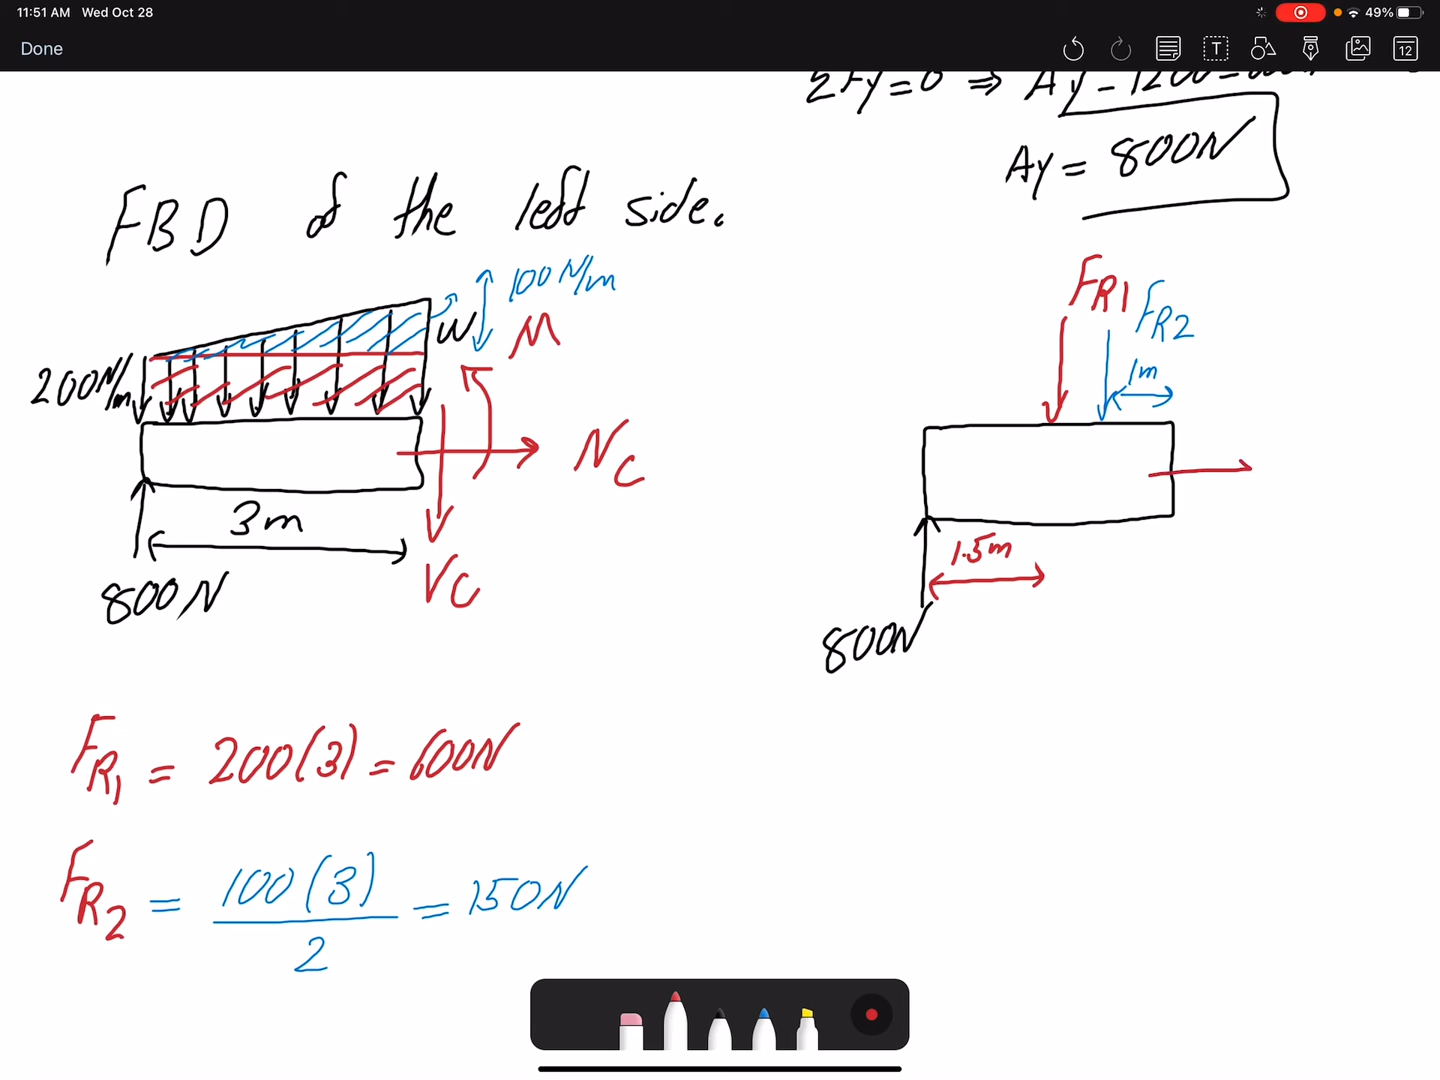 11:51 AM Wed Oct 28
49%
Done
T
12
ΣFy=0 ⇒ Ay - 1200 -
Ay = 800N
FBD of the left side.
100 N/m
W
M
200N/m
NC
3m
VC
800N
FR1
FR2
1m
1.5m
800N
FR1 = 200(3) = 600N
FR2 = 100(3)
2
= 150N